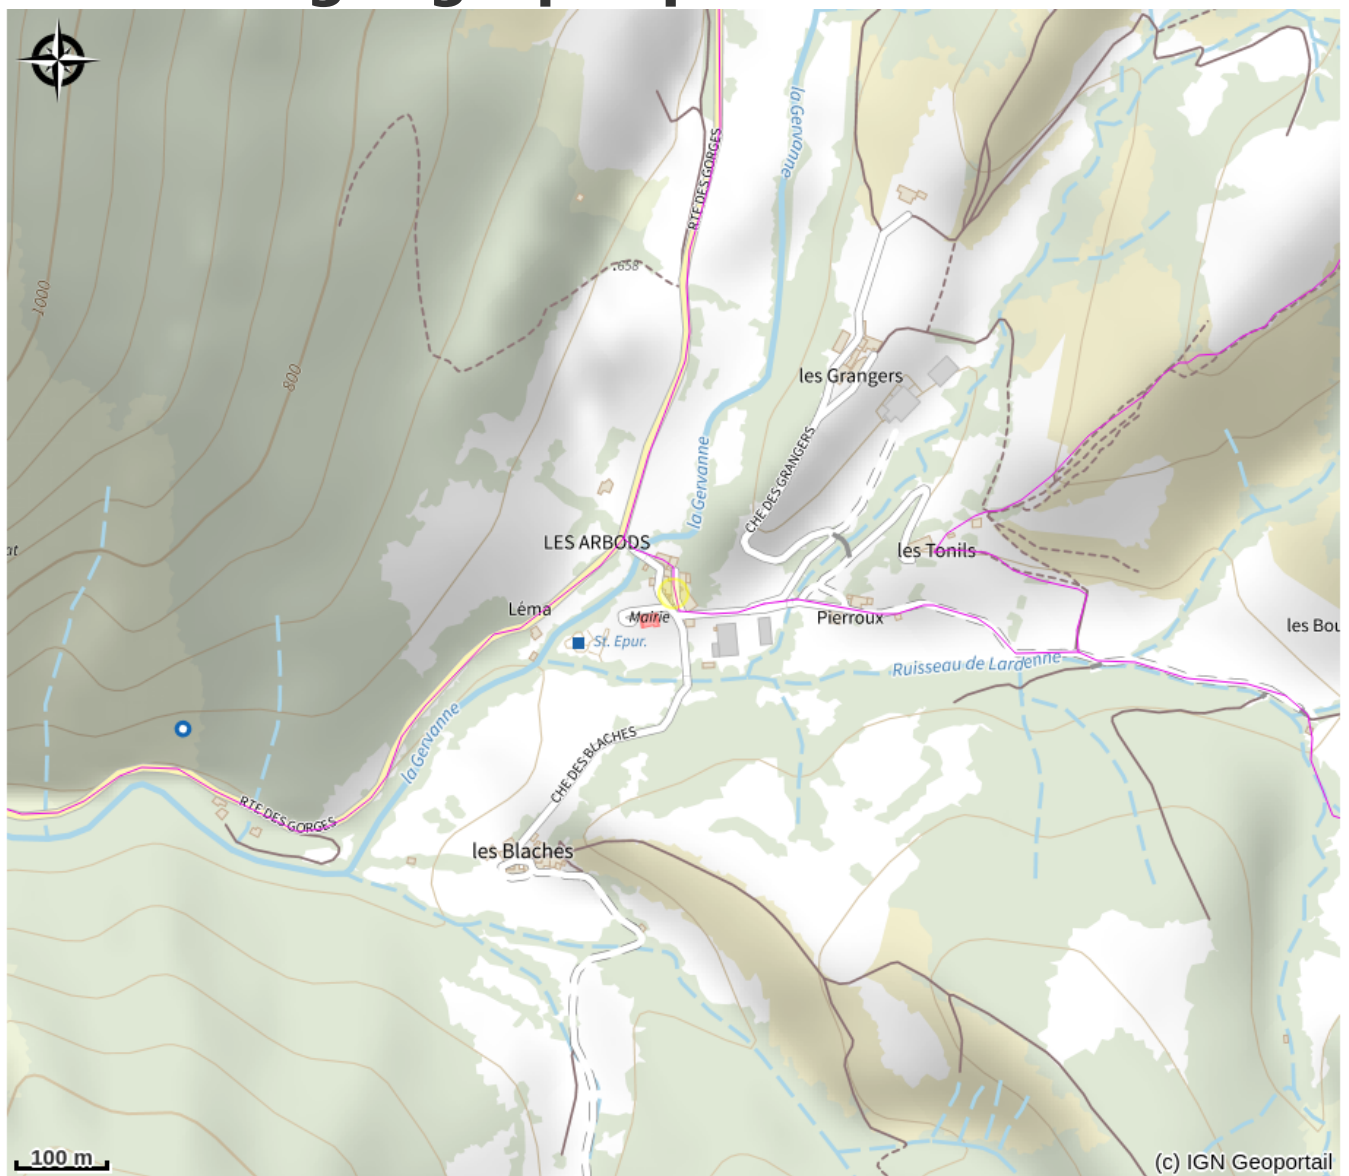 la Gervanne
RTE DES GORGES
.658
1000
800
les Grangers
CHE DES GRANGERS
la Gervanne
LES ARBODS
les Tonils
at
Léma
Mairie
Pierroux
les Bou
St. Epur.
Ruisseau de Lardenne
la Gervanne
CHE DES BLACHES
RTE DES GORGES
les Blaches
100 m
(c) IGN Geoportail